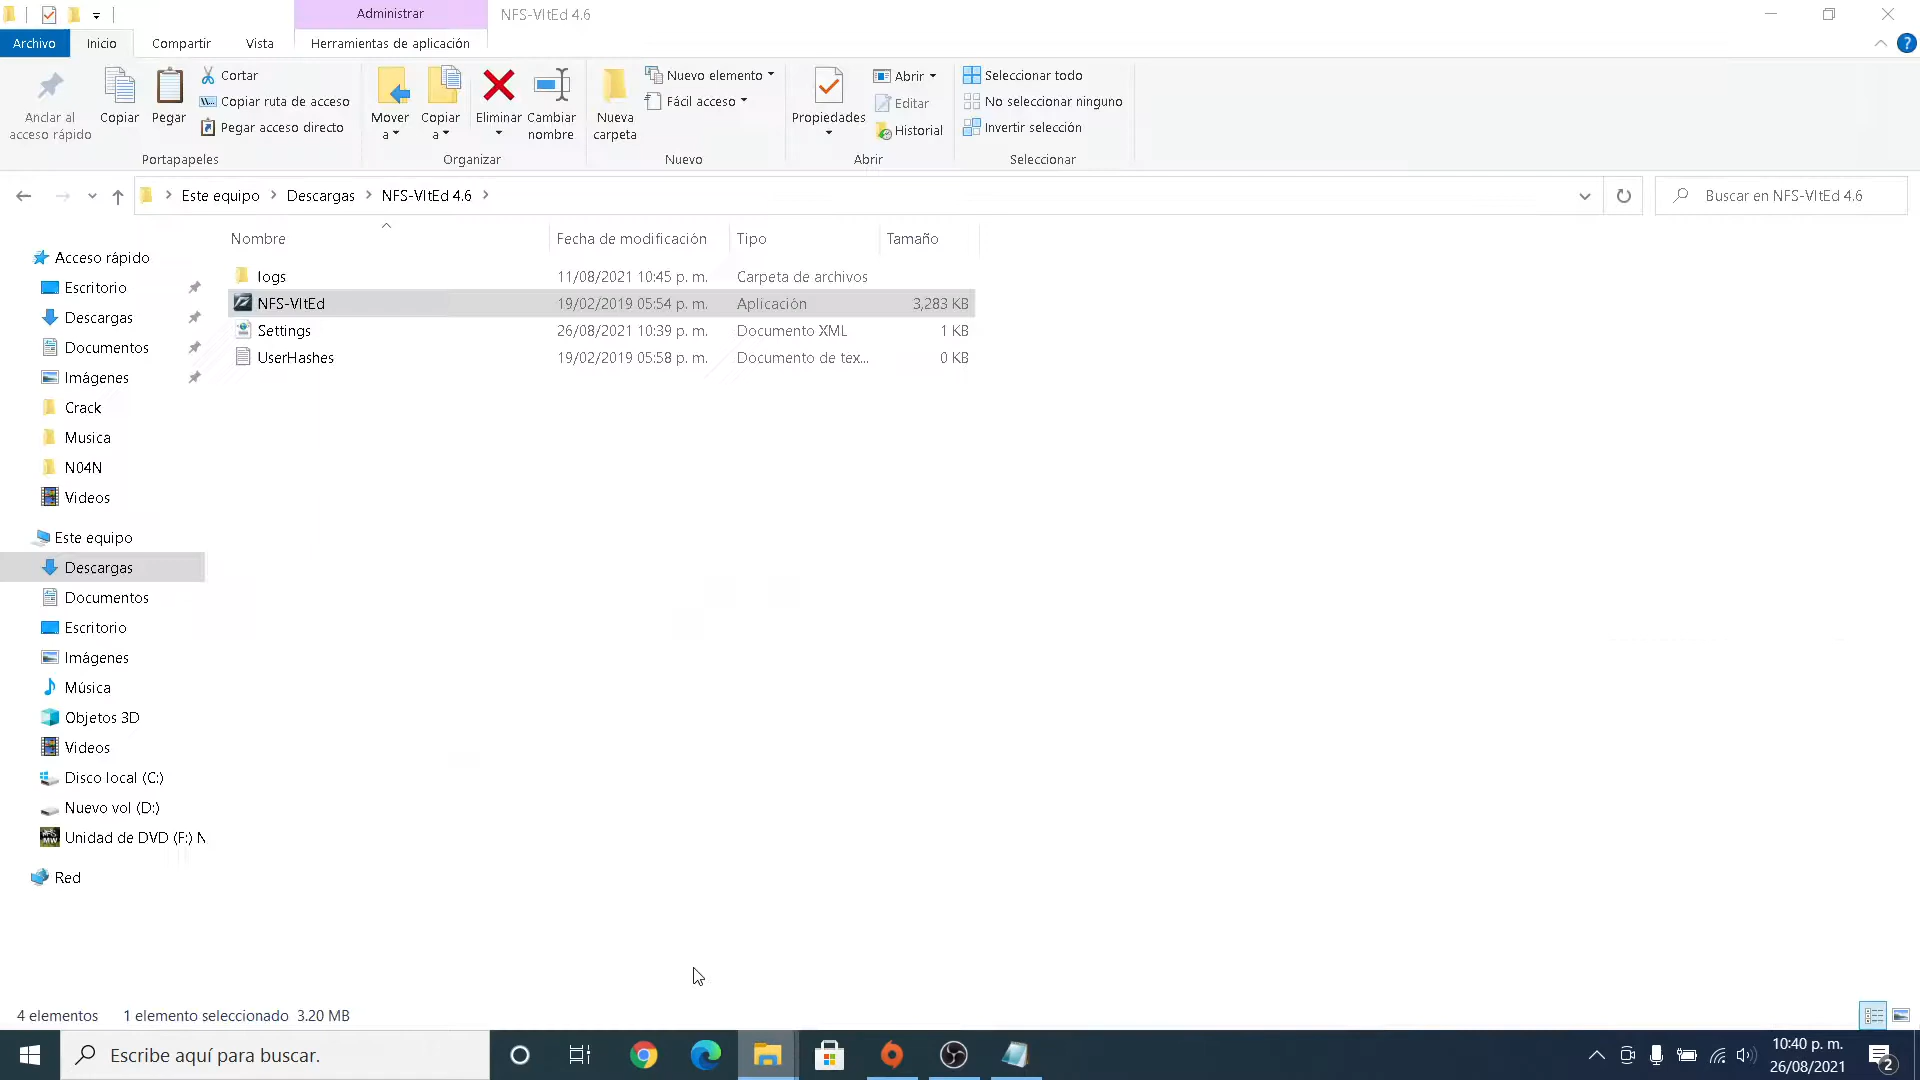 Administrar
NFS-VltEd 4.6
Archivo
Inicio
Compartir
Vista
Herramientas de aplicación
Anclar al
acceso rápido
Copiar
Pegar
Cortar
Copiar ruta de acceso
Pegar acceso directo
Portapapeles
Mover
a
Copiar
a
Eliminar
Cambiar
nombre
Organizar
Nueva
carpeta
Nuevo elemento
Fácil acceso
Nuevo
Propiedades
Abrir
Editar
Historial
Abrir
Seleccionar todo
No seleccionar ninguno
Invertir selección
Seleccionar
Este equipo
Descargas
NFS-VltEd 4.6
Buscar en NFS-VltEd 4.6
Nombre
Fecha de modificación
Tipo
Tamaño
logs
11/08/2021 10:45 p. m.
Carpeta de archivos
NFS-VltEd
19/02/2019 05:54 p. m.
Aplicación
3,283 KB
Settings
26/08/2021 10:39 p. m.
Documento XML
1 KB
UserHashes
19/02/2019 05:58 p. m.
Documento de tex...
0 KB
Acceso rápido
Escritorio
Descargas
Documentos
Imágenes
Crack
Musica
N04N
Videos
Este equipo
Descargas
Documentos
Escritorio
Imágenes
Música
Objetos 3D
Videos
Disco local (C:)
Nuevo vol (D:)
Unidad de DVD (F:) N
Red
4 elementos
1 elemento seleccionado 3.20 MB
Escribe aquí para buscar.
10:40 p. m.
26/08/2021
2